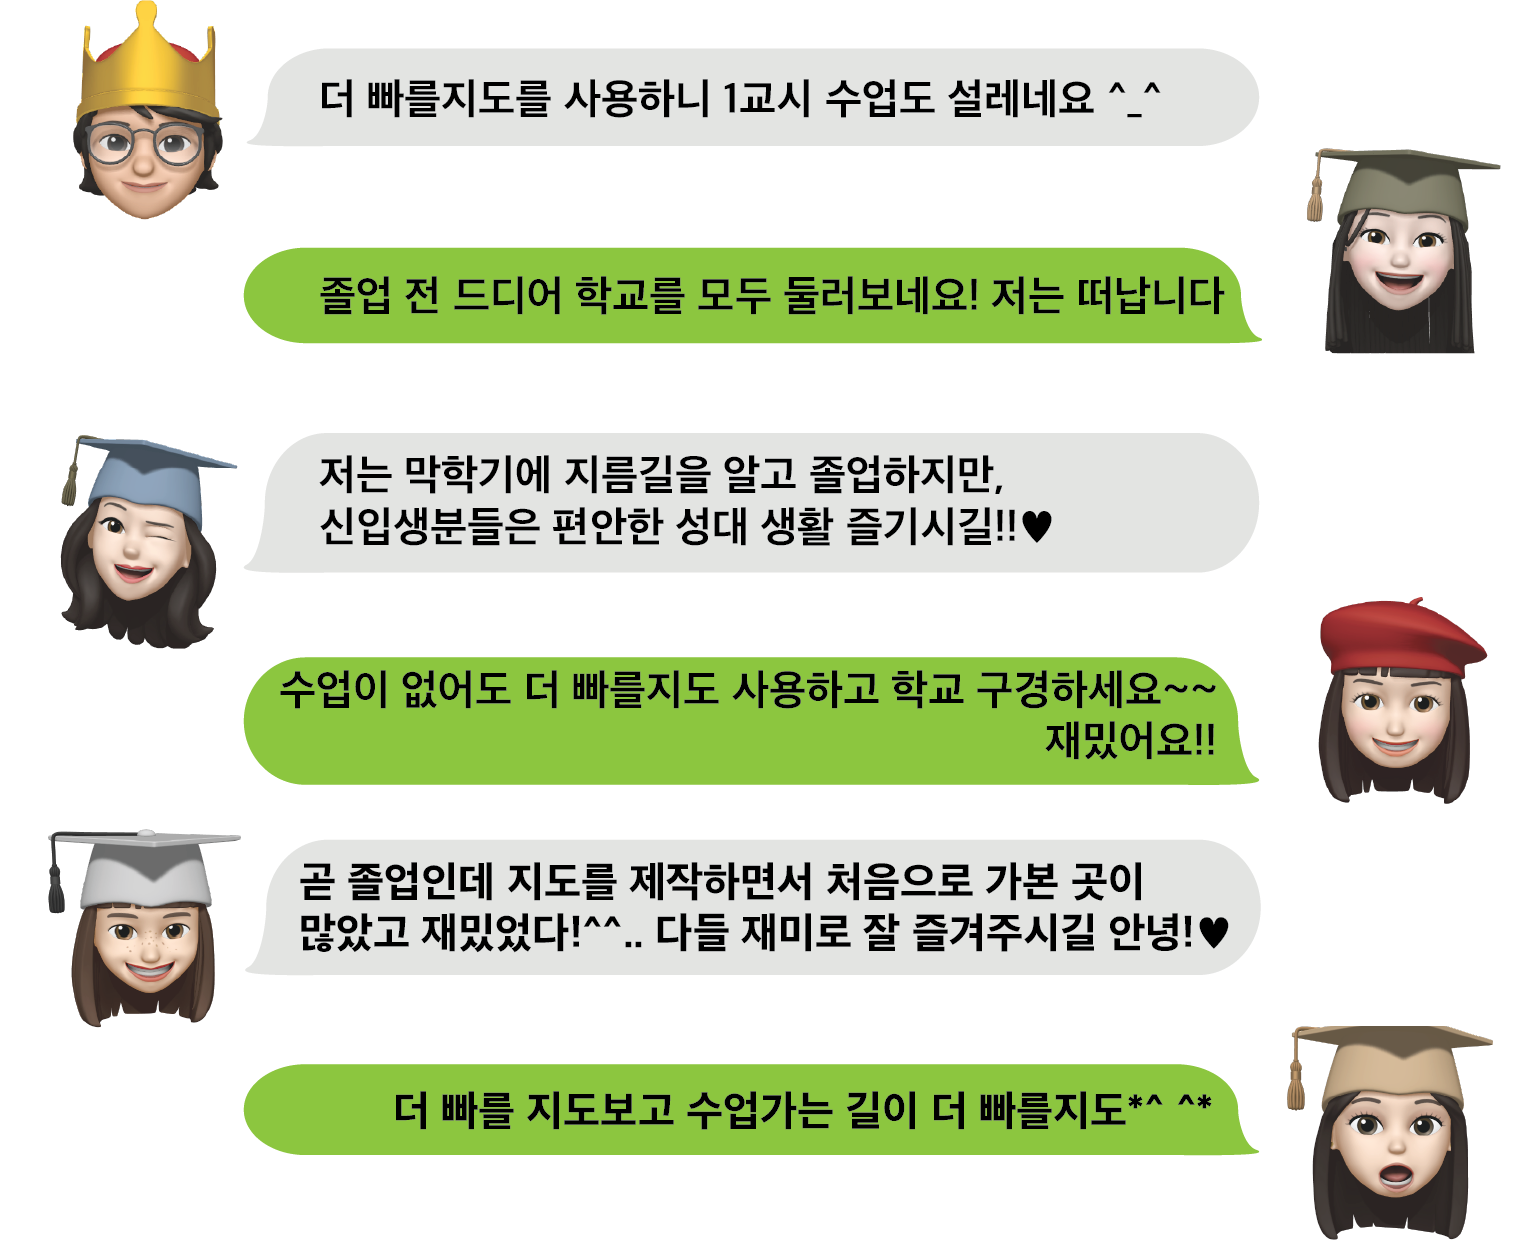 더 빠를지도를 사용하니 1교시 수업도 설레네요 ^_^
졸업 전 드디어 학교를 모두 둘러보네요! 저는 떠납니다
저는 막학기에 지름길을 알고 졸업하지만,
신입생분들은 편안한 성대 생활 즐기시길!!♥
수업이 없어도 더 빠를지도 사용하고 학교 구경하세요~~
재밌어요!!
곧 졸업인데 지도를 제작하면서 처음으로 가본 곳이
많았고 재밌었다!^^.. 다들 재미로 잘 즐겨주시길 안녕!♥
더 빠를 지도보고 수업가는 길이 더 빠를지도*^ ^*